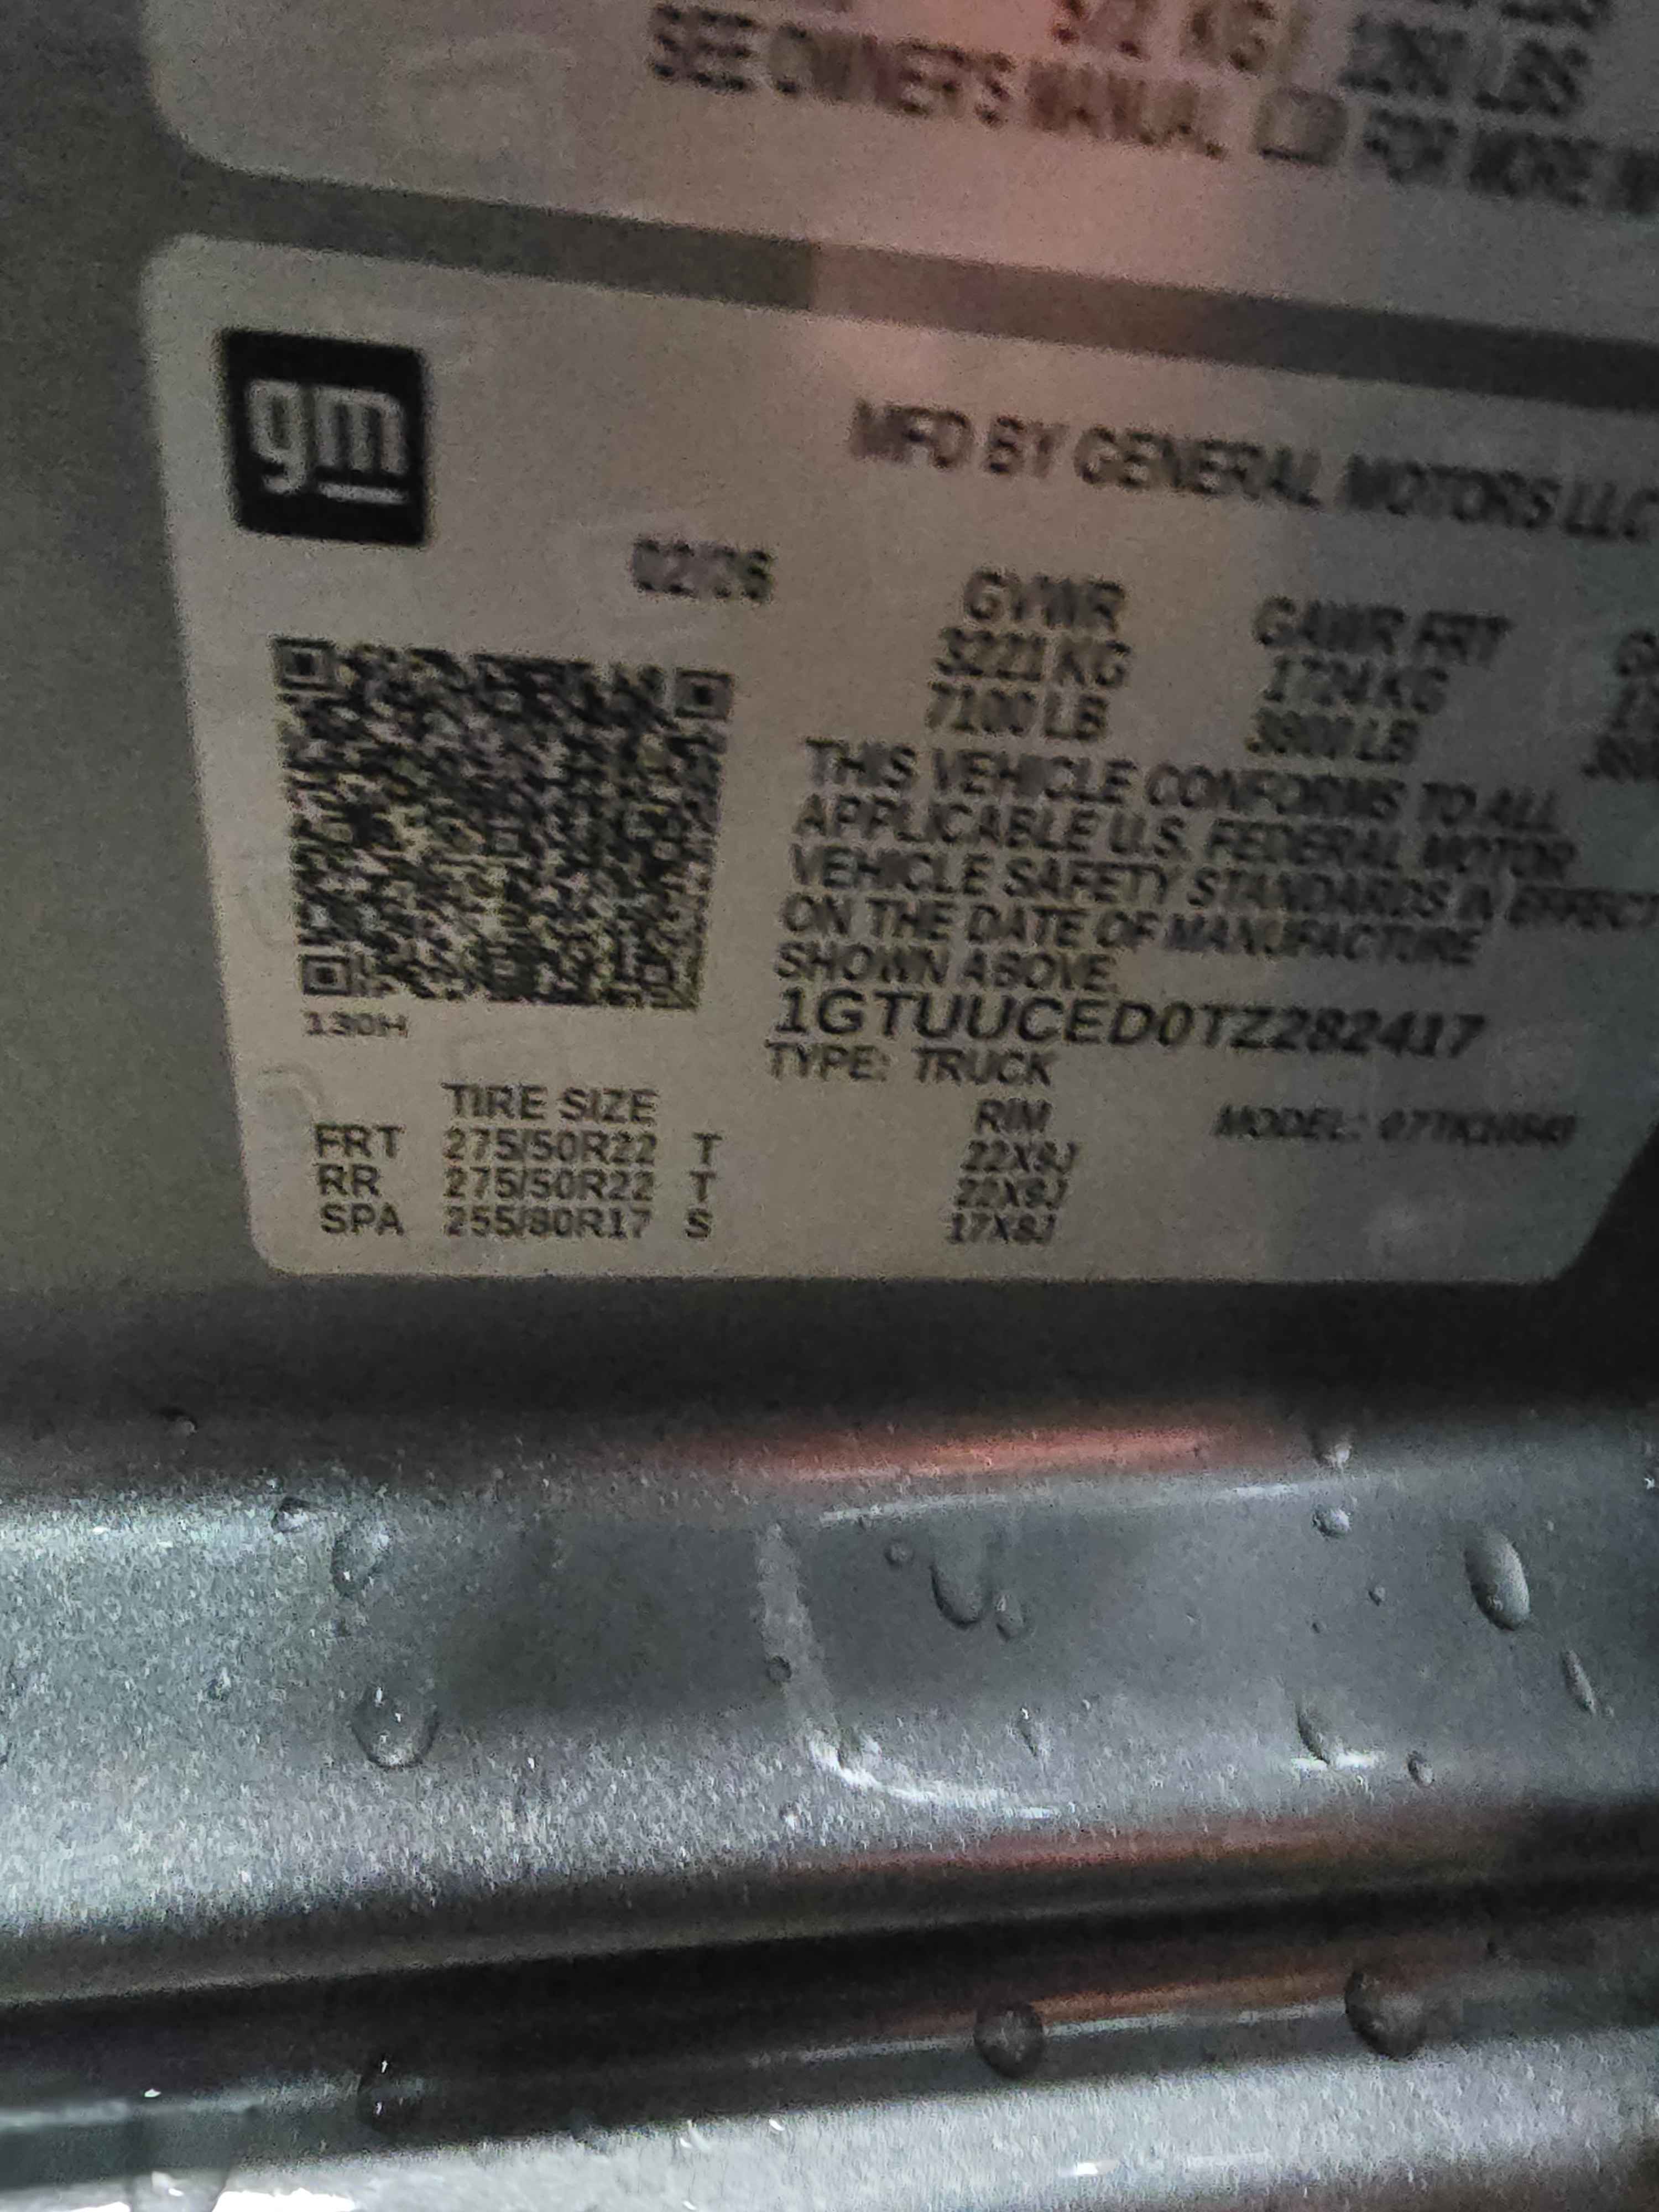 KG
LBS
SEE OWNER'S MANUAL FOR MORE
gm
MFD BY GENERAL MOTORS LLC
02/26
GVWR GAWR FRT
3221 KG 1724 KG
7100 LB 3800 LB
THIS VEHICLE CONFORMS TO ALL
APPLICABLE U.S. FEDERAL MOTOR
VEHICLE SAFETY STANDARDS IN EFFECT
ON THE DATE OF MANUFACTURE
SHOWN ABOVE.
1GTUUCED0TZ282417
TYPE: TRUCK
130H
TIRE SIZE RIM MODEL:
FRT 275/50R22 T 22X9J
RR 275/50R22 T 22X9J
SPA 255/80R17 S 17X8J